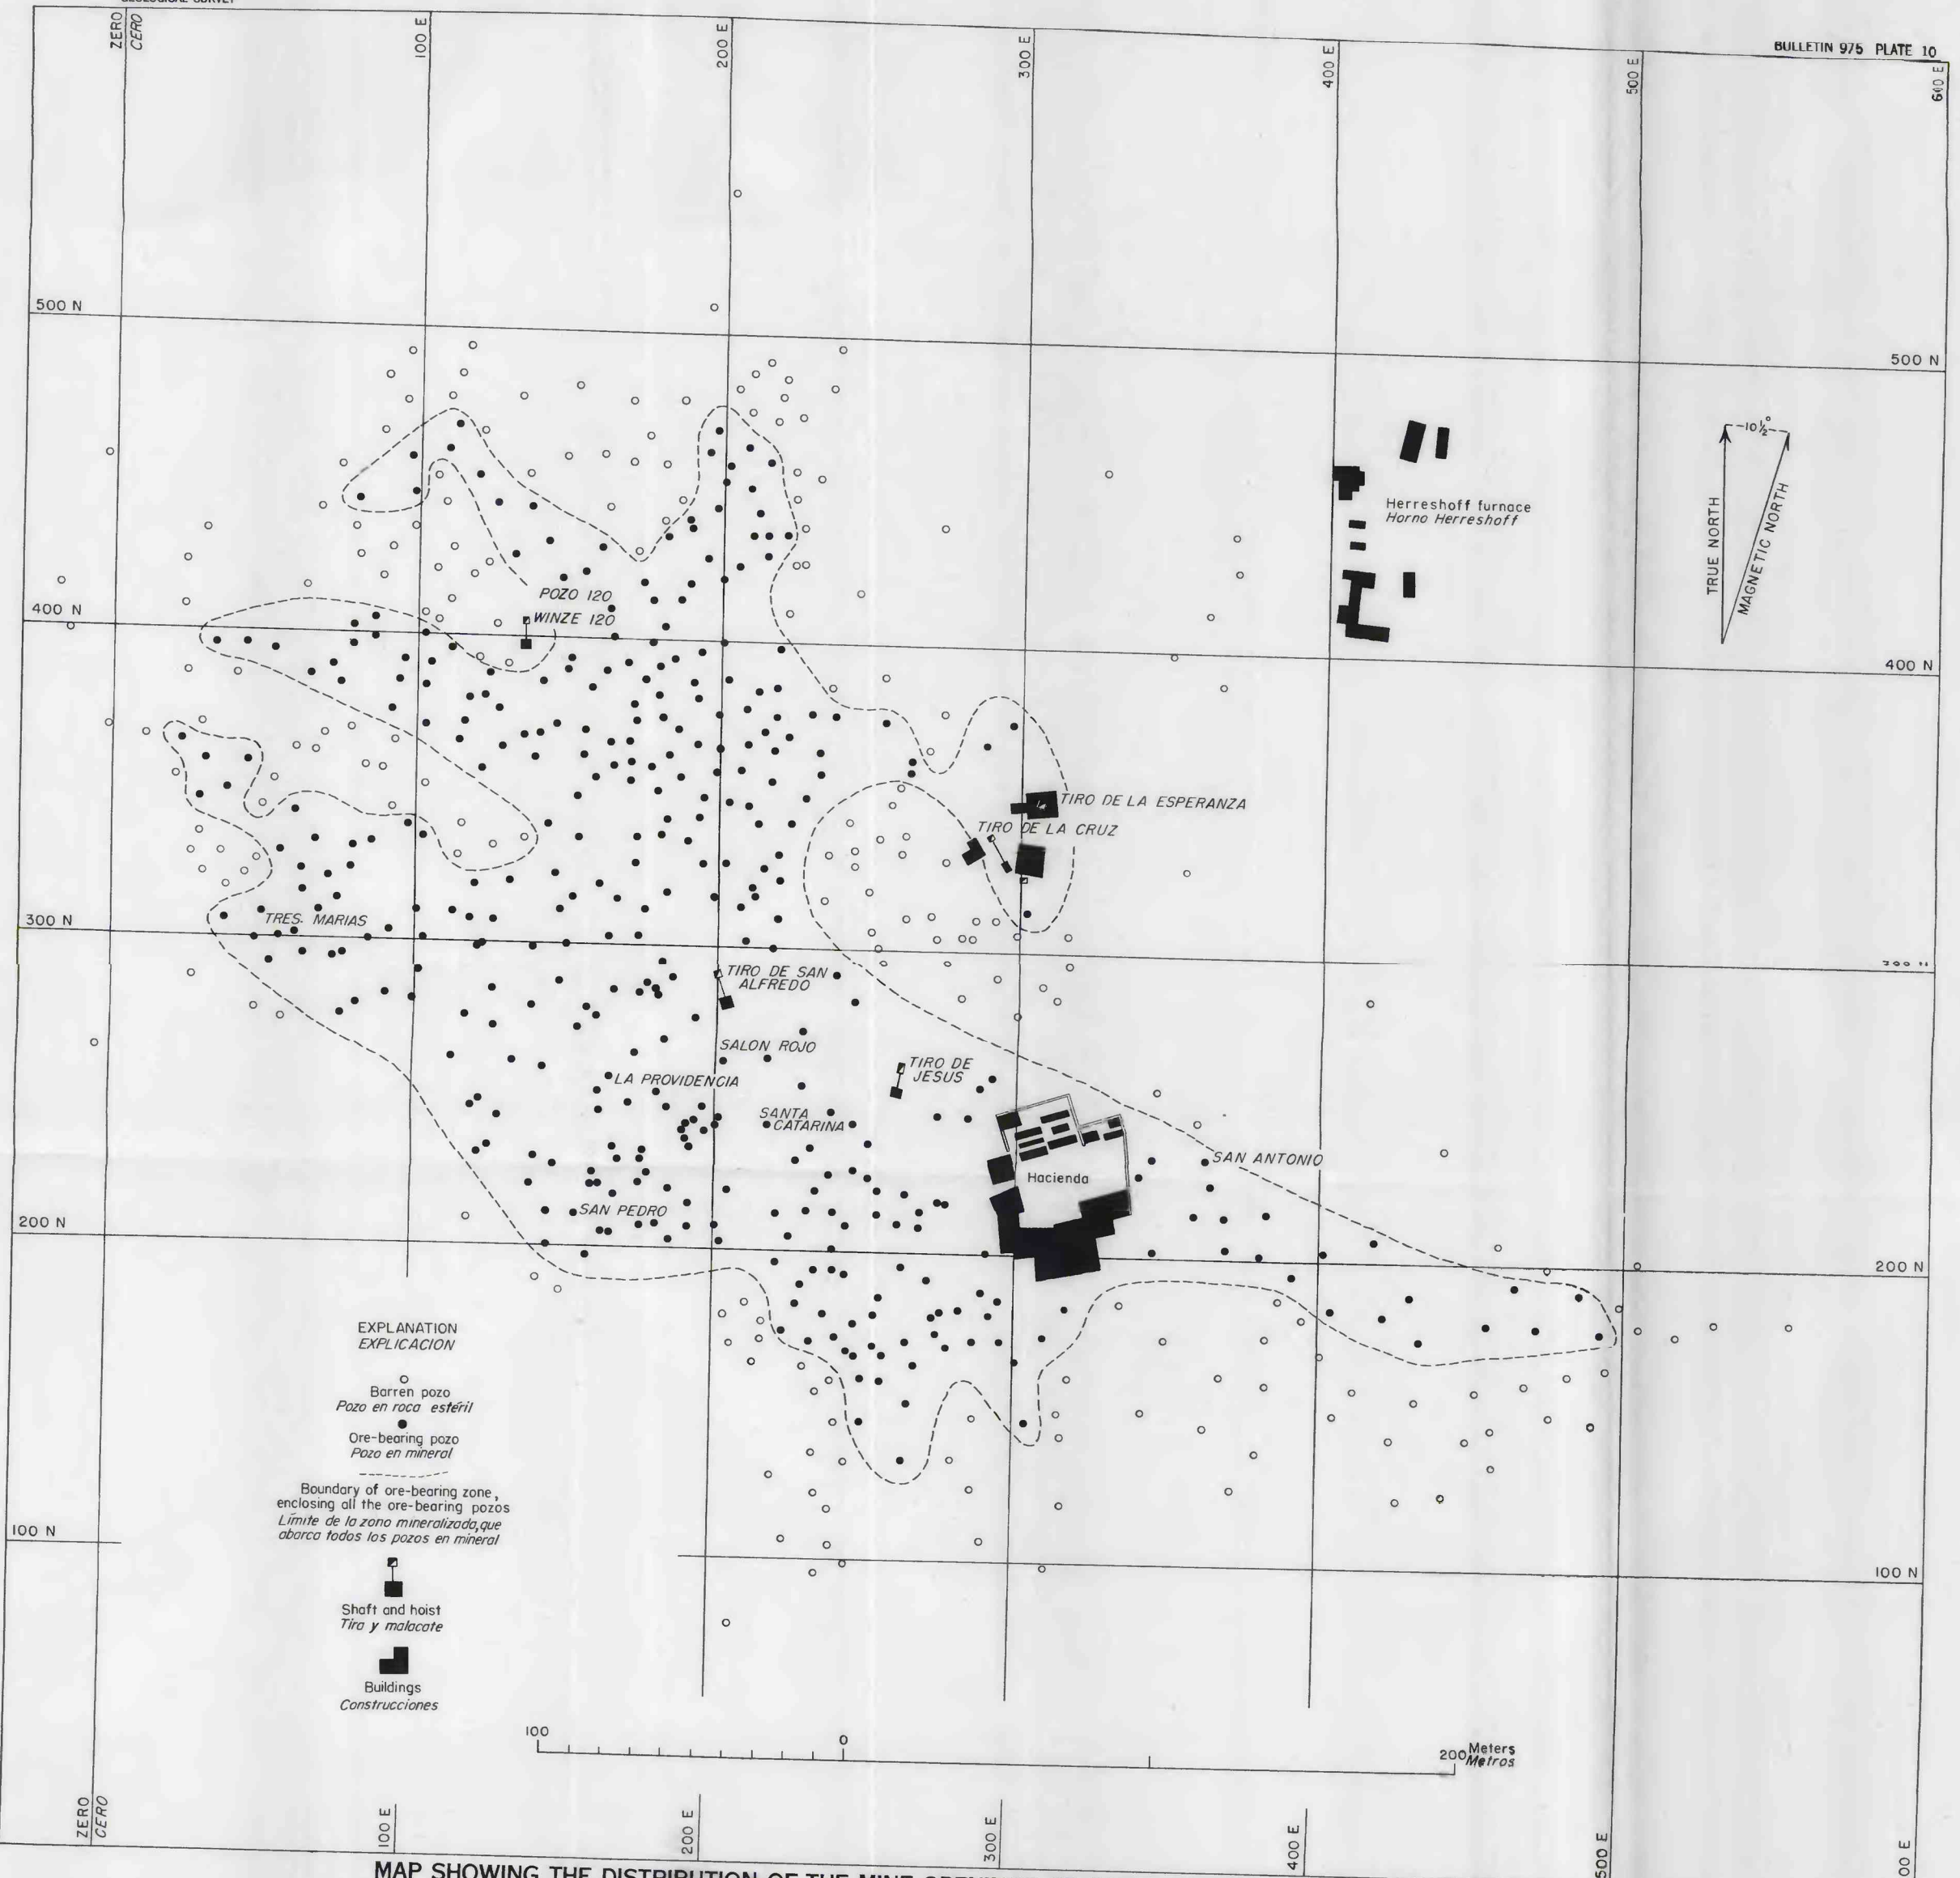 BULLETIN 975 PLATE 10
ZERO
CERO
100 E
200 E
300 E
400 E
500 E
600 E
500 N
500 N
-10½°-
TRUE NORTH
MAGNETIC NORTH
Herreshoff furnace
Horno Herreshoff
POZO 120
WINZE 120
400 N
400 N
TIRO DE LA ESPERANZA
TIRO DE LA CRUZ
TRES MARIAS
300 N
TIRO DE SAN
ALFREDO
SALON ROJO
TIRO DE
JESUS
LA PROVIDENCIA
SANTA
CATARINA
SAN ANTONIO
Hacienda
SAN PEDRO
200 N
200 N
EXPLANATION
EXPLICACION
Barren pozo
Pozo en roca estéril
Ore-bearing pozo
Pozo en mineral
Boundary of ore-bearing zone,
enclosing all the ore-bearing pozos
Límite de la zona mineralizada, que
abarca todos los pozos en mineral
100 N
100 N
Shaft and hoist
Tiro y malacate
Buildings
Construcciones
100
0
200 Meters
Metros
ZERO
CERO
100 E
200 E
300 E
400 E
500 E
MAP SHOWING THE DISTRIBUTION OF THE MINE